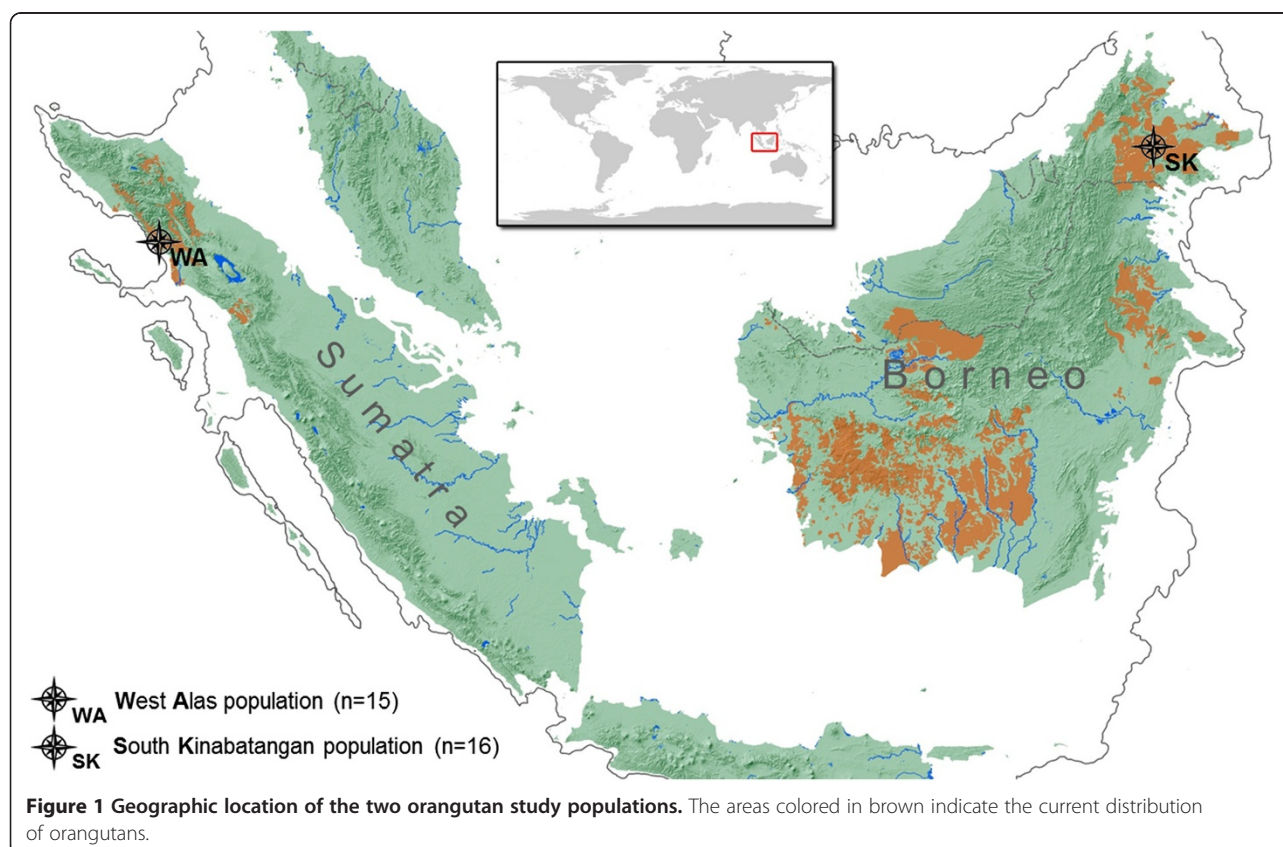 WA
SK
Sumatra
Borneo
WA West Alas population (n=15)
SK South Kinabatangan population (n=16)
Figure 1 Geographic location of the two orangutan study populations. The areas colored in brown indicate the current distribution
of orangutans.